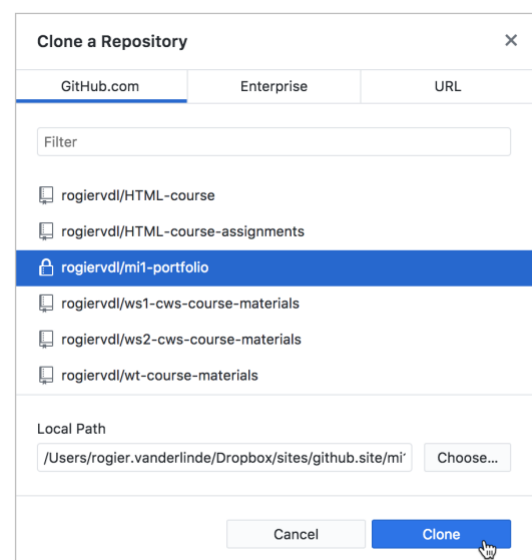 Clone a Repository
GitHub.com Enterprise URL
Filter
rogiervdl/HTML-course
rogiervdl/HTML-course-assignments
rogiervdl/mi1-portfolio
rogiervdl/ws1-cws-course-materials
rogiervdl/ws2-cws-course-materials
rogiervdl/wt-course-materials
Local Path
/Users/rogier.vanderlinde/Dropbox/sites/github.site/mi1 Choose...
Cancel Clone